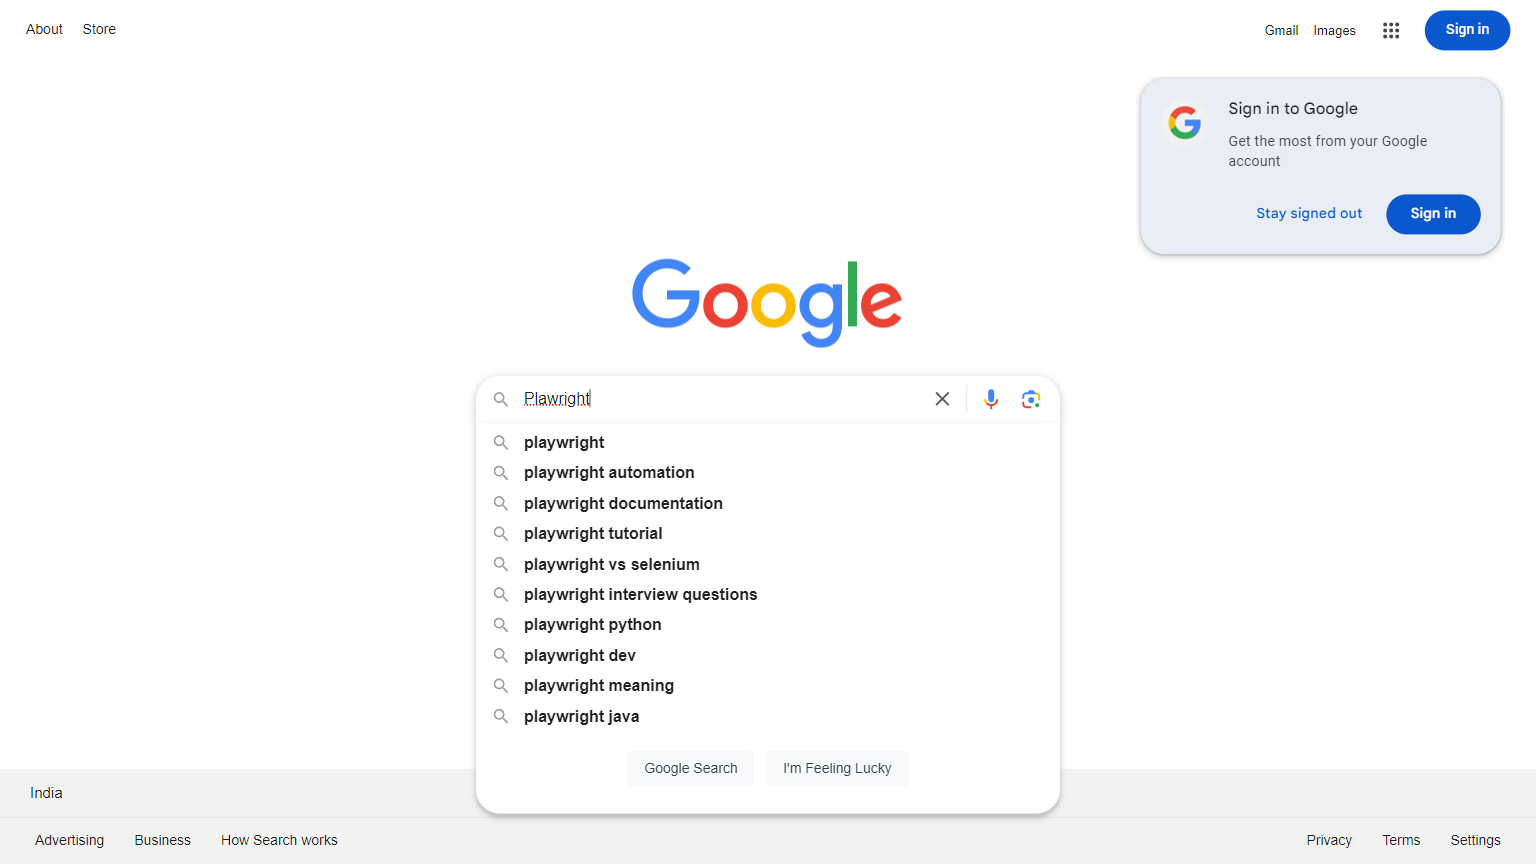 About Store
Gmail Images Sign in
Sign in to Google
Get the most from your Google
account
Stay signed out Sign in
Google
Plawright
playwright
playwright automation
playwright documentation
playwright tutorial
playwright vs selenium
playwright interview questions
playwright python
playwright dev
playwright meaning
playwright java
Google Search I'm Feeling Lucky
India
Advertising Business How Search works Privacy Terms Settings